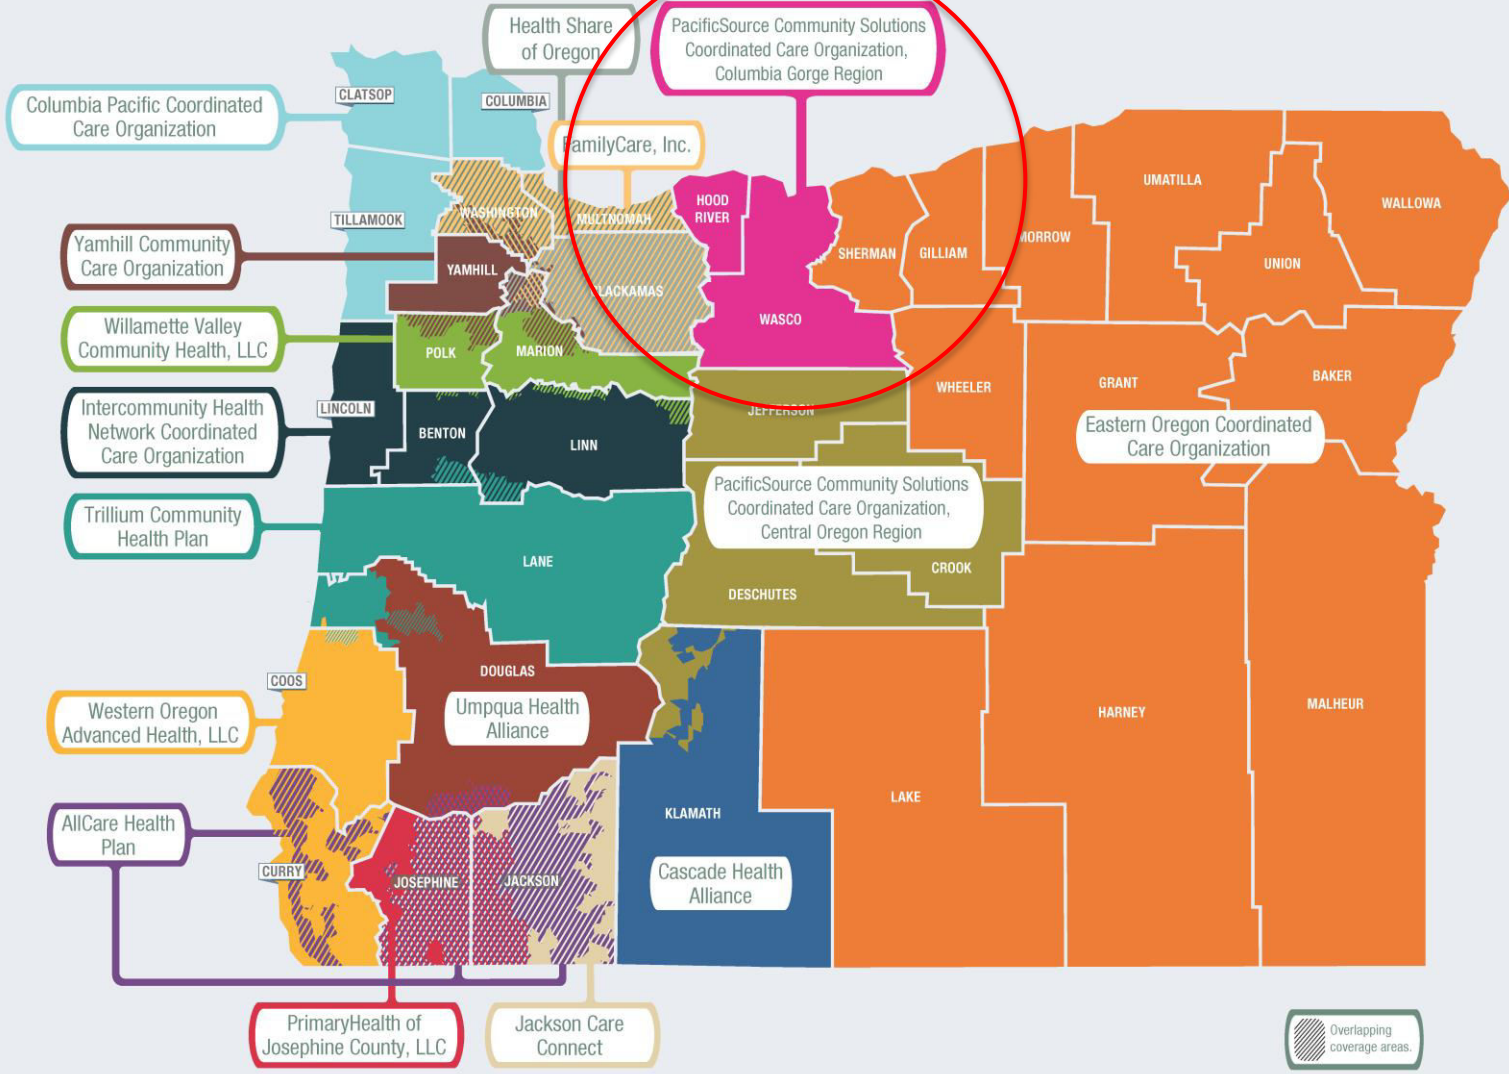 Health Share
of Oregon
PacificSource Community Solutions
Coordinated Care Organization,
Columbia Gorge Region
Columbia Pacific Coordinated
Care Organization
CLATSOP
COLUMBIA
FamilyCare, Inc.
TILLAMOOK
WASHINGTON
MULTNOMAH
HOOD
RIVER
UMATILLA
WALLOWA
Yamhill Community
Care Organization
YAMHILL
CLACKAMAS
SHERMAN
GILLIAM
MORROW
UNION
WASCO
Willamette Valley
Community Health, LLC
POLK
MARION
WHEELER
GRANT
BAKER
Intercommunity Health
Network Coordinated
Care Organization
LINCOLN
BENTON
LINN
JEFFERSON
Eastern Oregon Coordinated
Care Organization
PacificSource Community Solutions
Coordinated Care Organization,
Central Oregon Region
Trillium Community
Health Plan
LANE
CROOK
DESCHUTES
COOS
DOUGLAS
Umpqua Health
Alliance
Western Oregon
Advanced Health, LLC
HARNEY
MALHEUR
LAKE
KLAMATH
AllCare Health
Plan
CURRY
JOSEPHINE
JACKSON
Cascade Health
Alliance
PrimaryHealth of
Josephine County, LLC
Jackson Care
Connect
Overlapping
coverage areas.